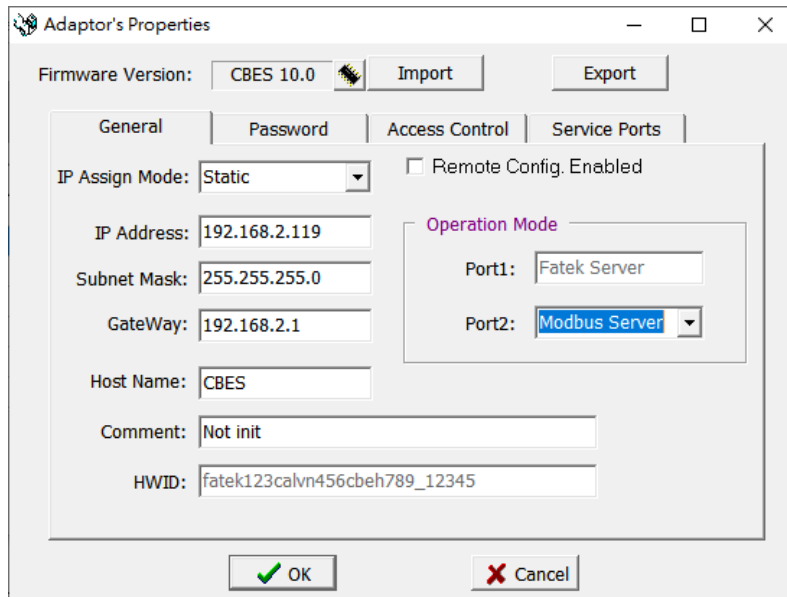 Adaptor's Properties
Firmware Version: CBES 10.0 Import Export
General Password Access Control Service Ports
IP Assign Mode: Static
Remote Config. Enabled
IP Address: 192.168.2.119
Subnet Mask: 255.255.255.0
GateWay: 192.168.2.1
Operation Mode
Port1: Fatek Server
Port2: Modbus Server
Host Name: CBES
Comment: Not init
HWID: fatek123calvn456cbeh789_12345
OK Cancel